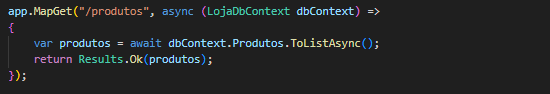 app.MapGet("/produtos", async (LojaDbContext dbContext) =>
{
    var produtos = await dbContext.Produtos.ToListAsync();
    return Results.Ok(produtos);
});